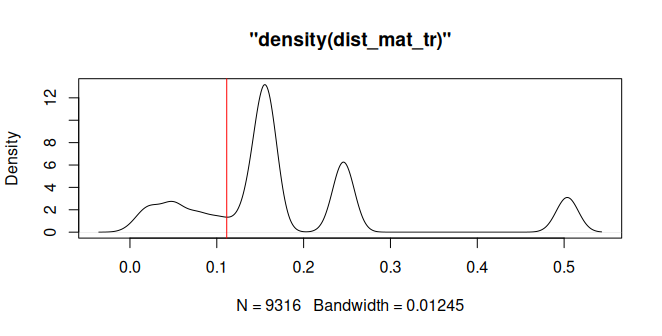 "density(dist_mat_tr)"
Density
12
8
6
4
2
0
0.0 0.1 0.2 0.3 0.4 0.5
N = 9316 Bandwidth = 0.01245